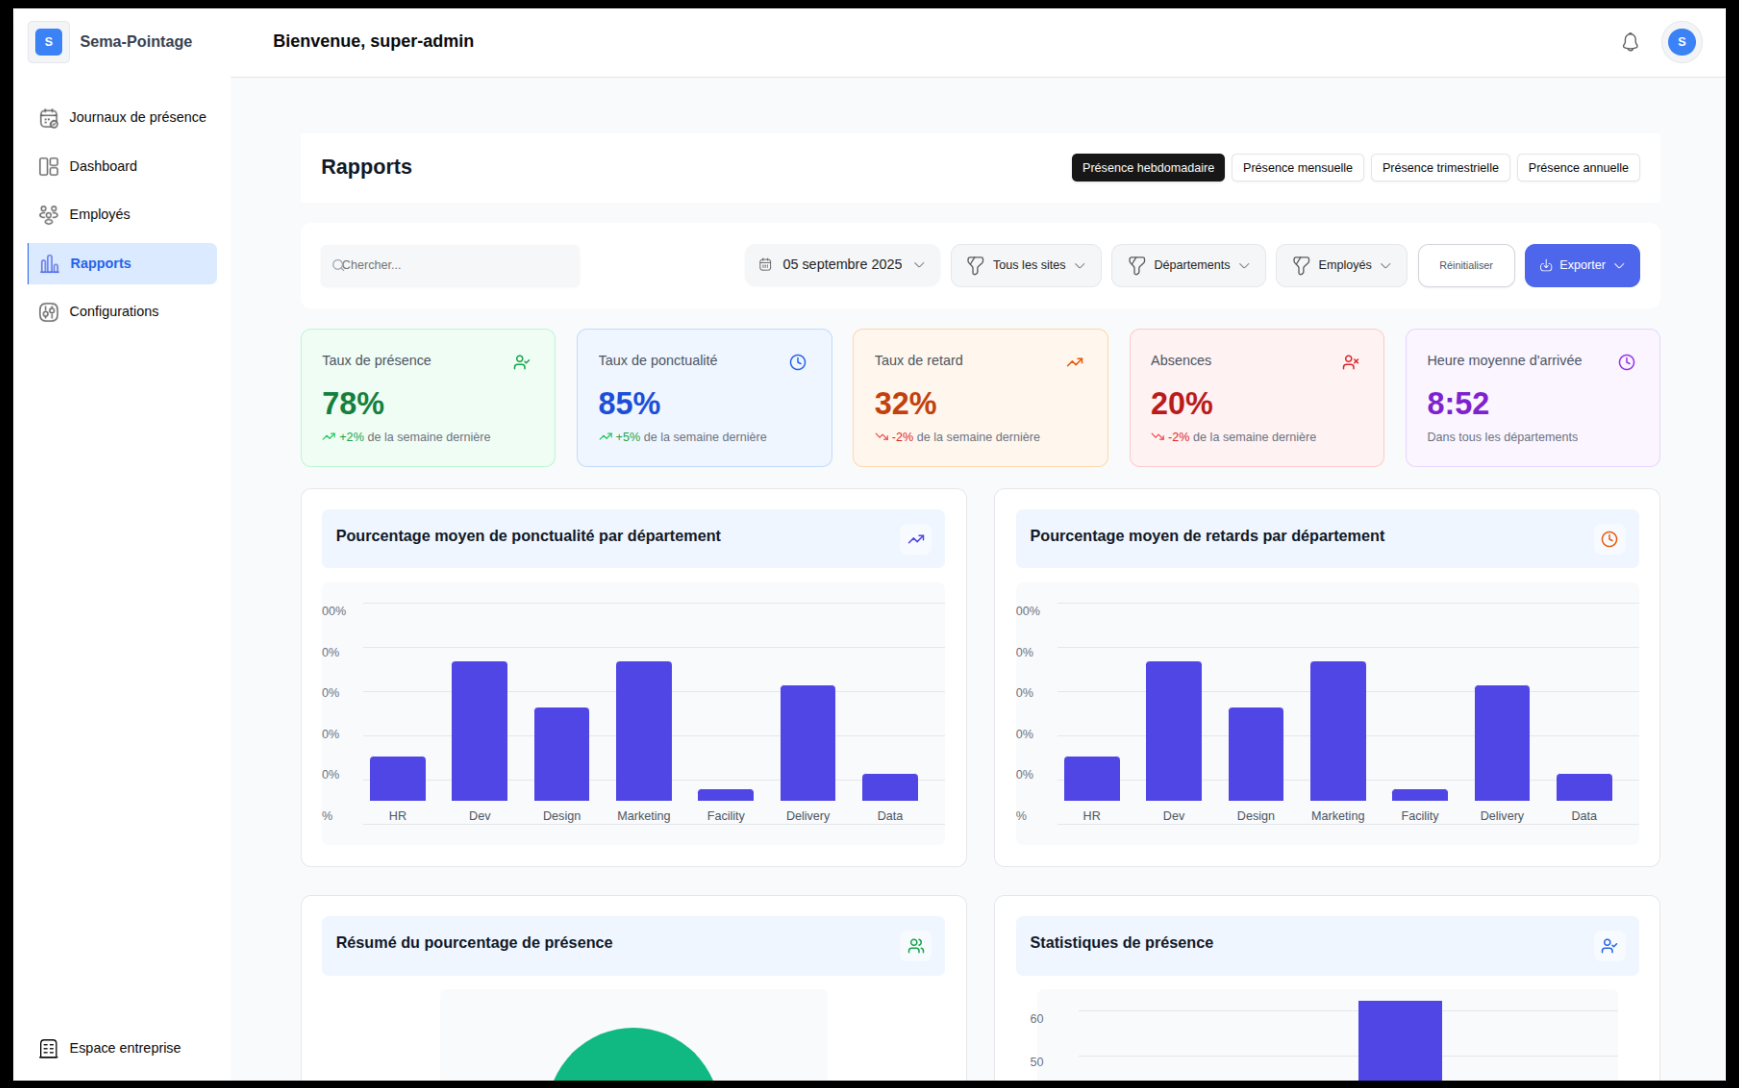 S Sema-Pointage
Bienvenue, super-admin
S
Journaux de présence
Dashboard
Employés
Rapports
Configurations
Espace entreprise
Rapports
Présence hebdomadaire Présence mensuelle Présence trimestrielle Présence annuelle
Chercher... 05 septembre 2025 Tous les sites Départements Employés Réinitialiser Exporter
Taux de présence
78%
+2% de la semaine dernière
Taux de ponctualité
85%
+5% de la semaine dernière
Taux de retard
32%
-2% de la semaine dernière
Absences
20%
-2% de la semaine dernière
Heure moyenne d'arrivée
8:52
Dans tous les départements
Pourcentage moyen de ponctualité par département
00%
0%
0%
0%
0%
%
HR Dev Design Marketing Facility Delivery Data
Pourcentage moyen de retards par département
00%
0%
0%
0%
0%
%
HR Dev Design Marketing Facility Delivery Data
Résumé du pourcentage de présence
Statistiques de présence
60
50